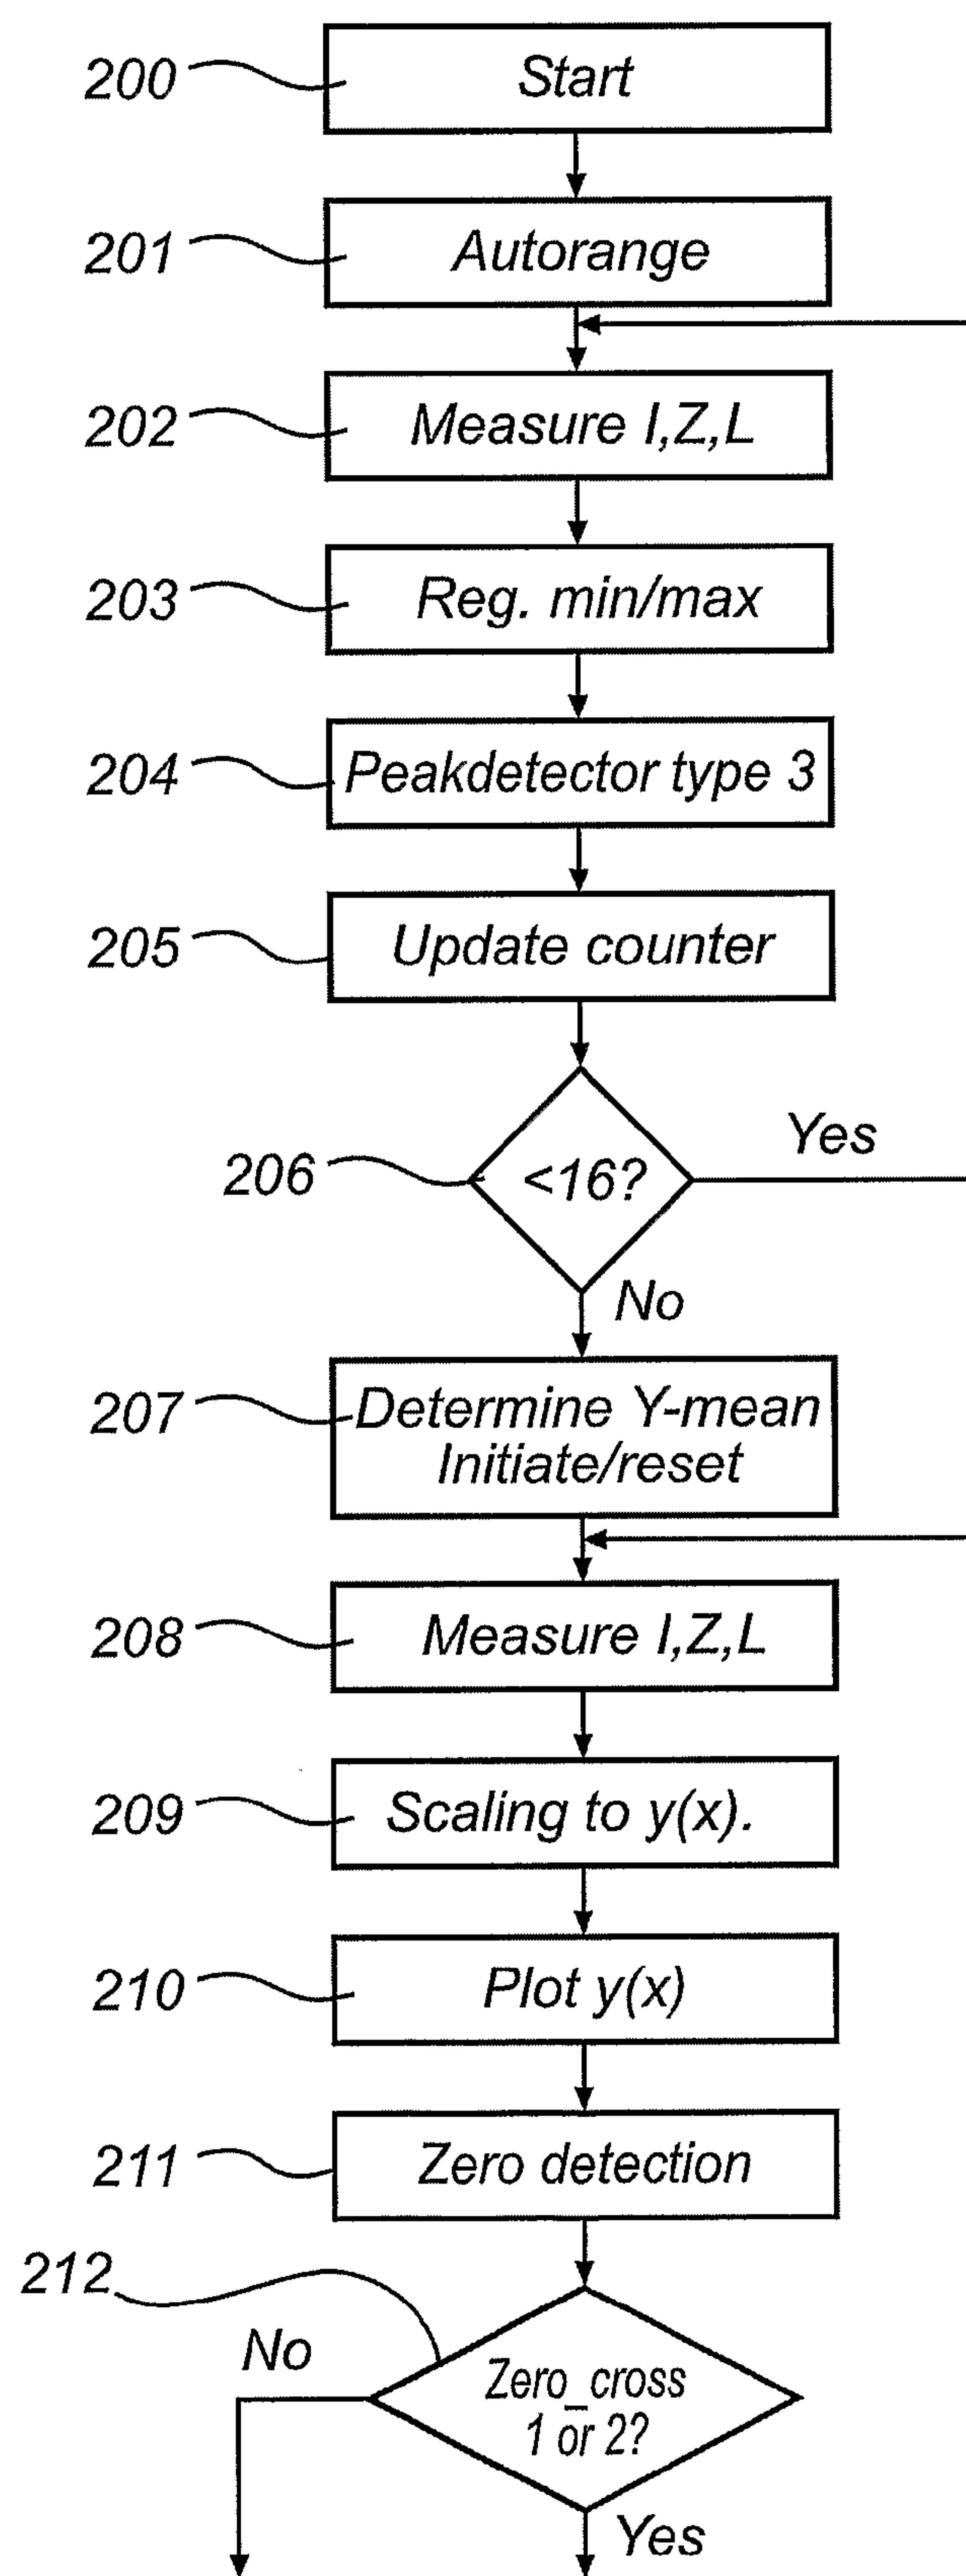 200
Start
201
Autorange
202
Measure I,Z,L
203
Reg. min/max
204
Peakdetector type 3
205
Update counter
206
<16?
Yes
No
207
Determine Y-mean
Initiate/reset
208
Measure I,Z,L
209
Scaling to y(x).
210
Plot y(x)
211
Zero detection
212
No
Zero_cross
1 or 2?
Yes